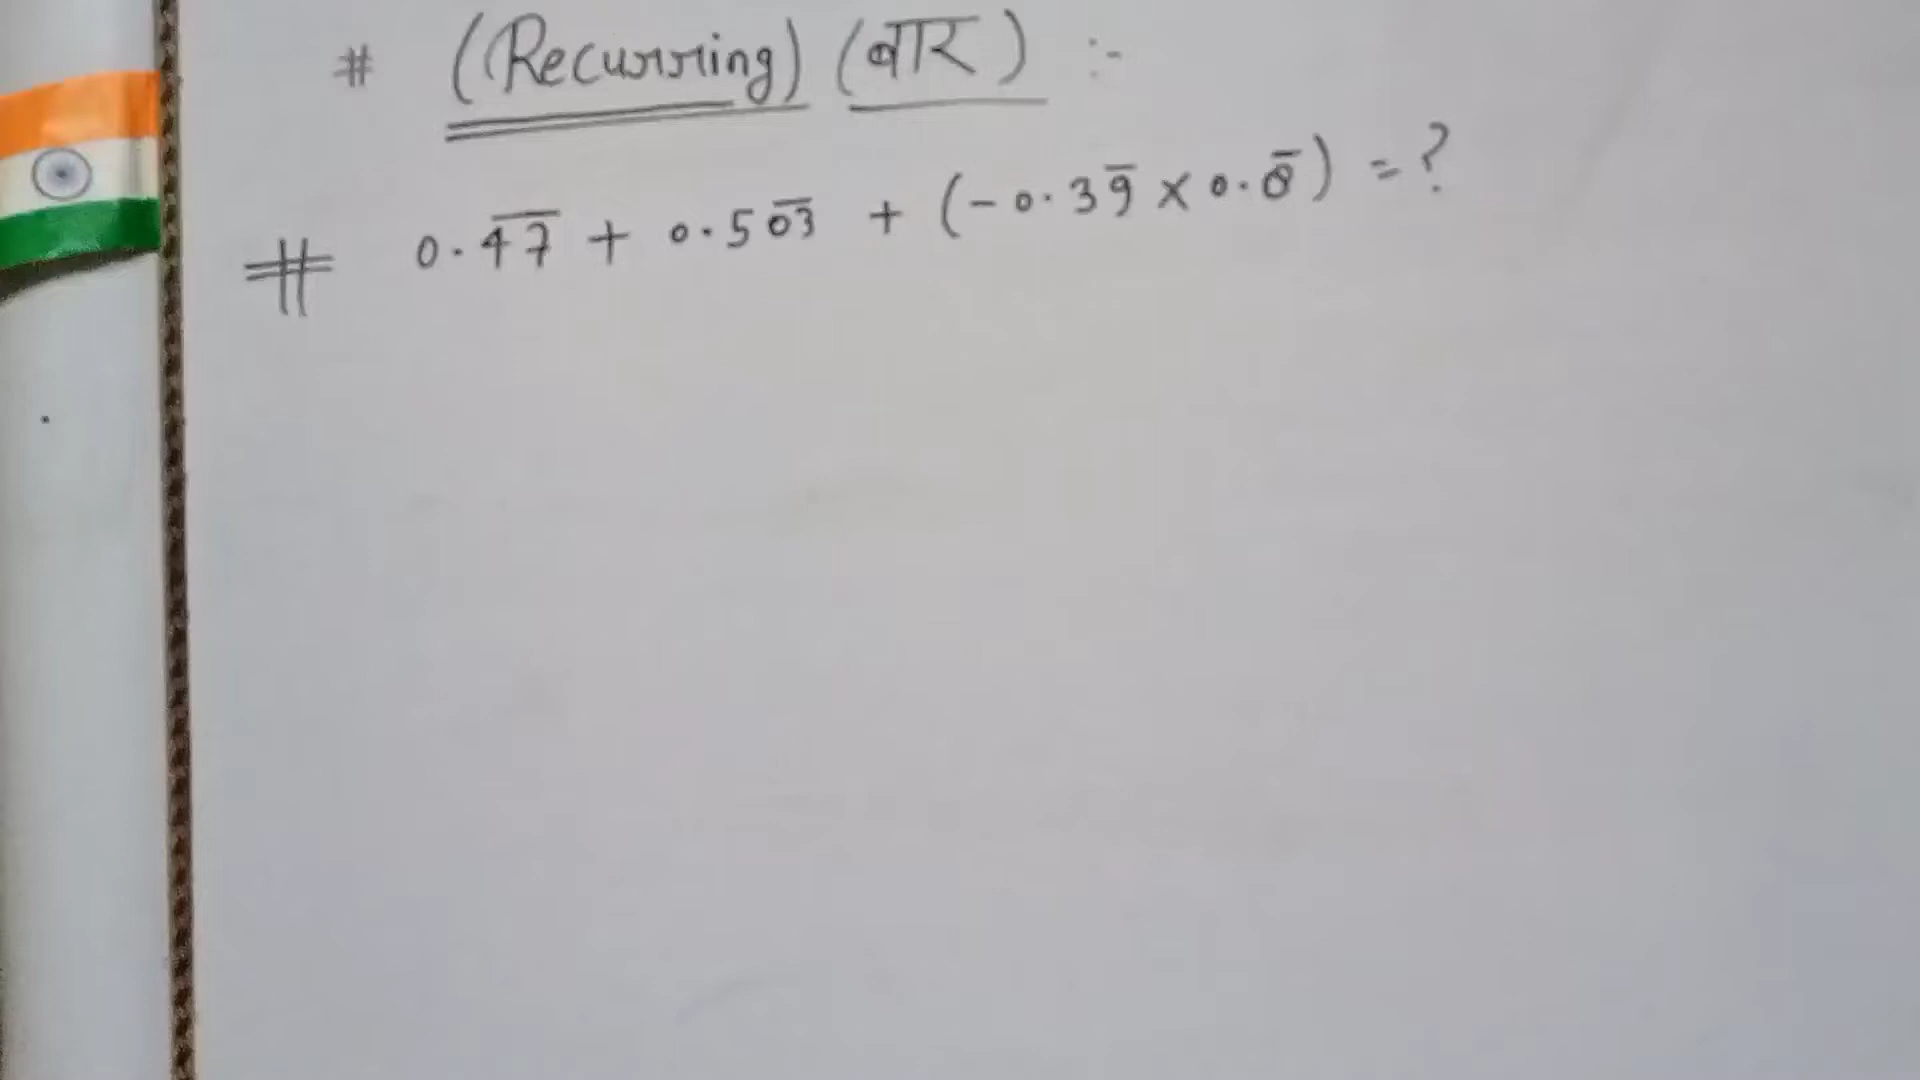 # (Recurring) (बार) :-
# 0.4̅7̅ + 0.50̅3̅ + (-0.39̅ × 0.8̅) = ?